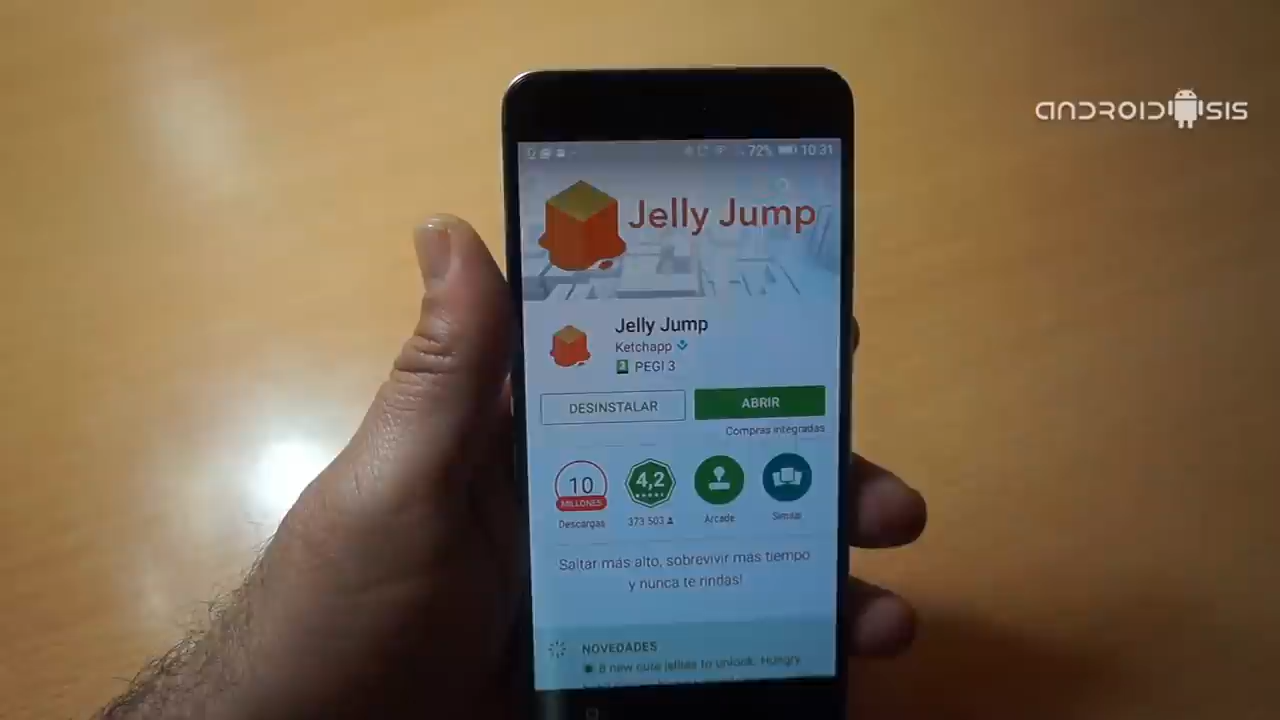 ANDROIDSIS
72% 10:31
Jelly Jump
Jelly Jump
Ketchapp
3 PEGI 3
DESINSTALAR
ABRIR
Compras integradas
10
MILLONES
Descargas
4,2
373 503
Arcade
Similar
Saltar más alto, sobrevivir más tiempo
y nunca te rindas!
NOVEDADES
8 new cute jellies to unlock. Hungry